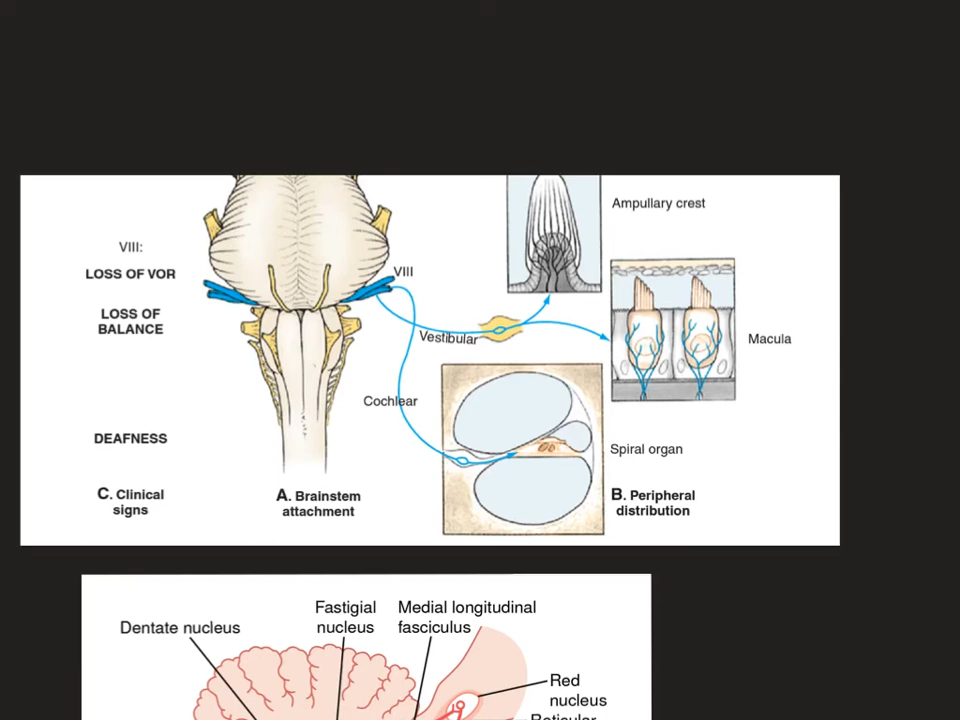 VIII:
LOSS OF VOR
LOSS OF
BALANCE
DEAFNESS
C. Clinical
signs
VIII
Vestibular
Cochlear
A. Brainstem
attachment
Ampullary crest
Macula
Spiral organ
B. Peripheral
distribution
Dentate nucleus
Fastigial
nucleus
Medial longitudinal
fasciculus
Red
nucleus
Reticular